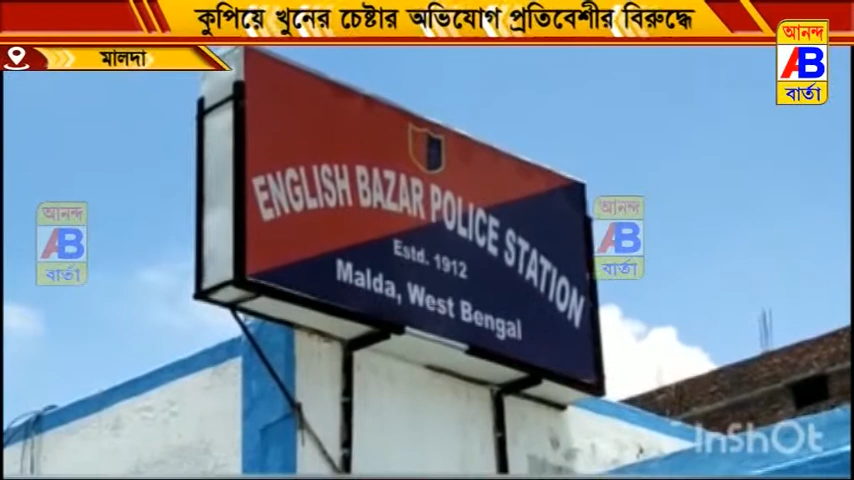 কুপিয়ে খুনের চেষ্টার অভিযোগ প্রতিবেশীর বিরুদ্ধে
মালদা
আনন্দ
AB
বার্তা
ENGLISH BAZAR POLICE STATION
Estd. 1912
Malda, West Bengal
আনন্দ
AB
বার্তা
আনন্দ
AB
বার্তা
InShOt